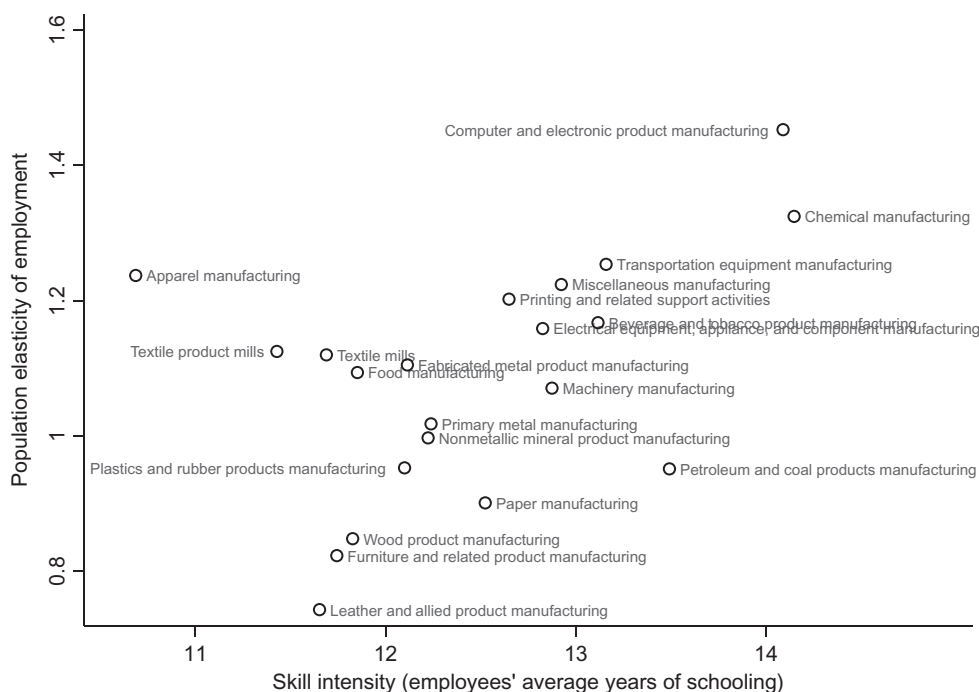 1.6
Computer and electronic product manufacturing
1.4
Chemical manufacturing
Transportation equipment manufacturing
Apparel manufacturing
Miscellaneous manufacturing
1.2
Printing and related support activities
Beverage and tobacco product manufacturing
Electrical equipment, appliance, and component manufacturing
Textile product mills
Textile mills
Fabricated metal product manufacturing
Food manufacturing
Machinery manufacturing
Primary metal manufacturing
1
Nonmetallic mineral product manufacturing
Plastics and rubber products manufacturing
Petroleum and coal products manufacturing
Paper manufacturing
Wood product manufacturing
0.8
Furniture and related product manufacturing
Leather and allied product manufacturing
Population elasticity of employment
11 12 13 14
Skill intensity (employees' average years of schooling)